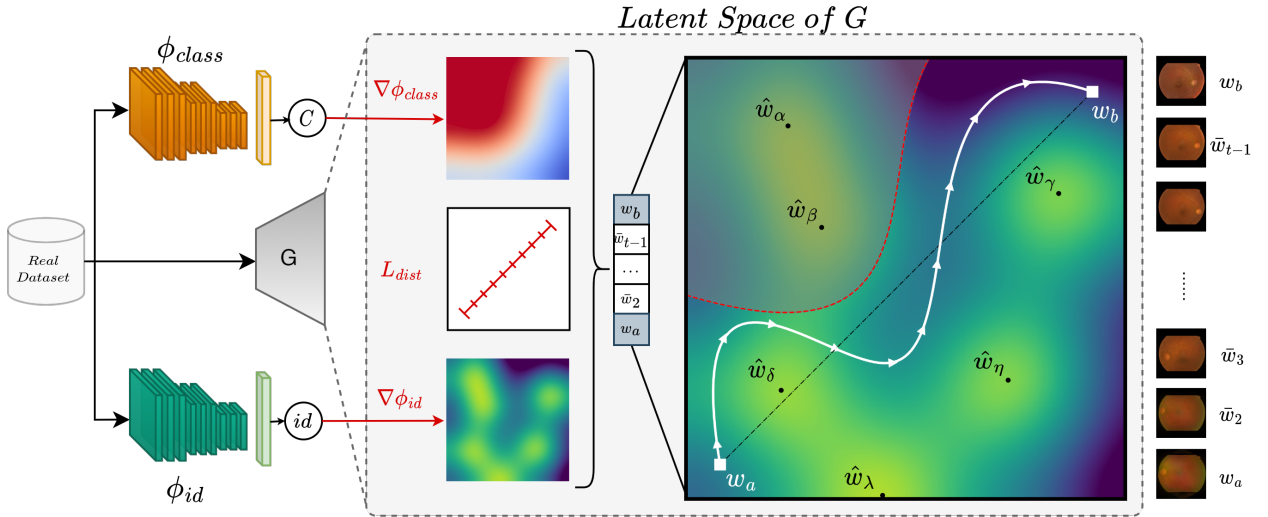 Latent Space of G
ϕ_class
C
∇ϕ_class
Real
Dataset
G
L_dist
ϕ_id
id
∇ϕ_id
w_b
w̄_{t-1}
...
w̄_2
w_a
ŵ_α
ŵ_β
ŵ_γ
ŵ_δ
ŵ_η
ŵ_λ
w_b
w_a
w_b
w̄_{t-1}
......
w̄_3
w̄_2
w_a